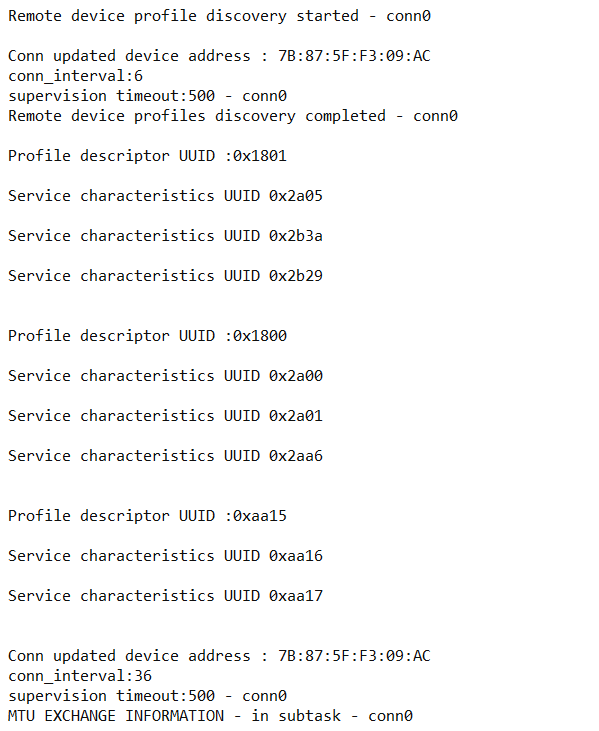 Remote device profile discovery started - conn0
Conn updated device address : 7B:87:5F:F3:09:AC
conn_interval:6
supervision timeout:500 - conn0
Remote device profiles discovery completed - conn0
Profile descriptor UUID :0x1801
Service characteristics UUID 0x2a05
Service characteristics UUID 0x2b3a
Service characteristics UUID 0x2b29
Profile descriptor UUID :0x1800
Service characteristics UUID 0x2a00
Service characteristics UUID 0x2a01
Service characteristics UUID 0x2aa6
Profile descriptor UUID :0xaa15
Service characteristics UUID 0xaa16
Service characteristics UUID 0xaa17
Conn updated device address : 7B:87:5F:F3:09:AC
conn_interval:36
supervision timeout:500 - conn0
MTU EXCHANGE INFORMATION - in subtask - conn0